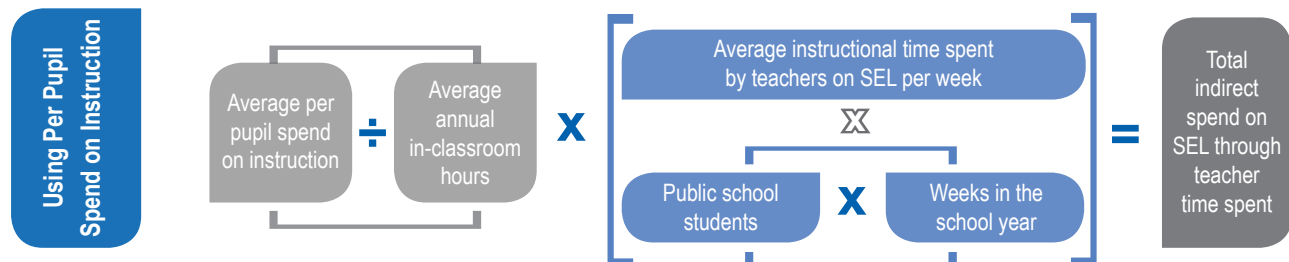 Using Per Pupil
Spend on Instruction
Average per
pupil spend
on instruction
÷
Average
annual
in-classroom
hours
x
Average instructional time spent
by teachers on SEL per week
x
Public school
students
x
Weeks in the
school year
=
Total
indirect
spend on
SEL through
teacher
time spent